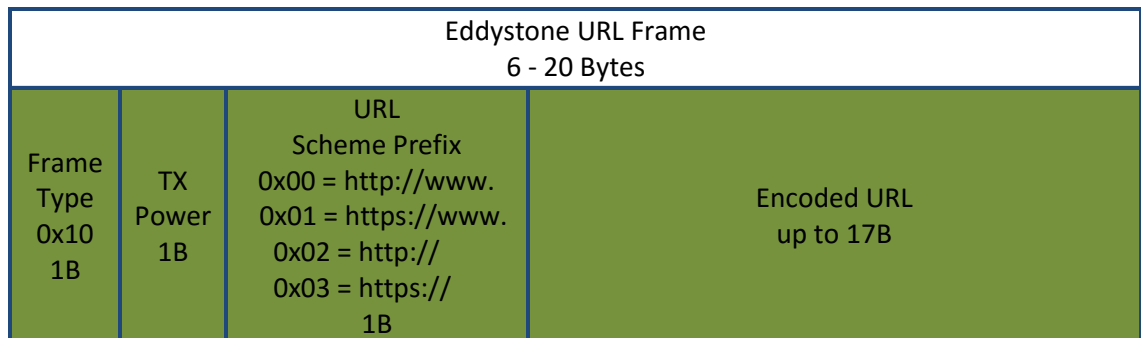 Eddystone URL Frame
6 - 20 Bytes
Frame
Type
0x10
1B
TX
Power
1B
URL
Scheme Prefix
0x00 = http://www.
0x01 = https://www.
0x02 = http://
0x03 = https://
1B
Encoded URL
up to 17B